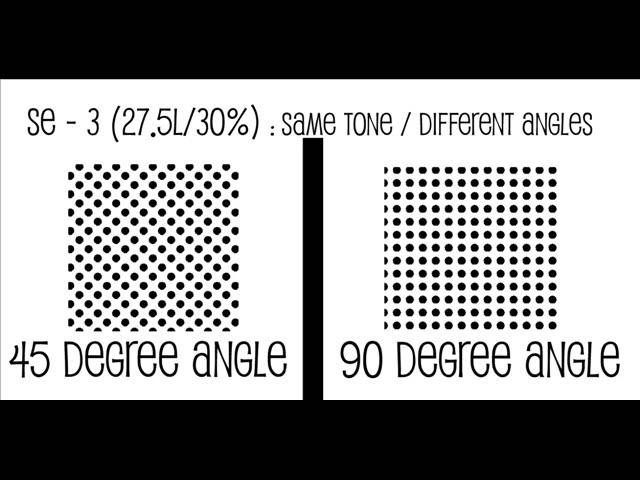 Se - 3 (27.5L/30%) : Same Tone / Different Angles
45 Degree Angle
90 Degree Angle